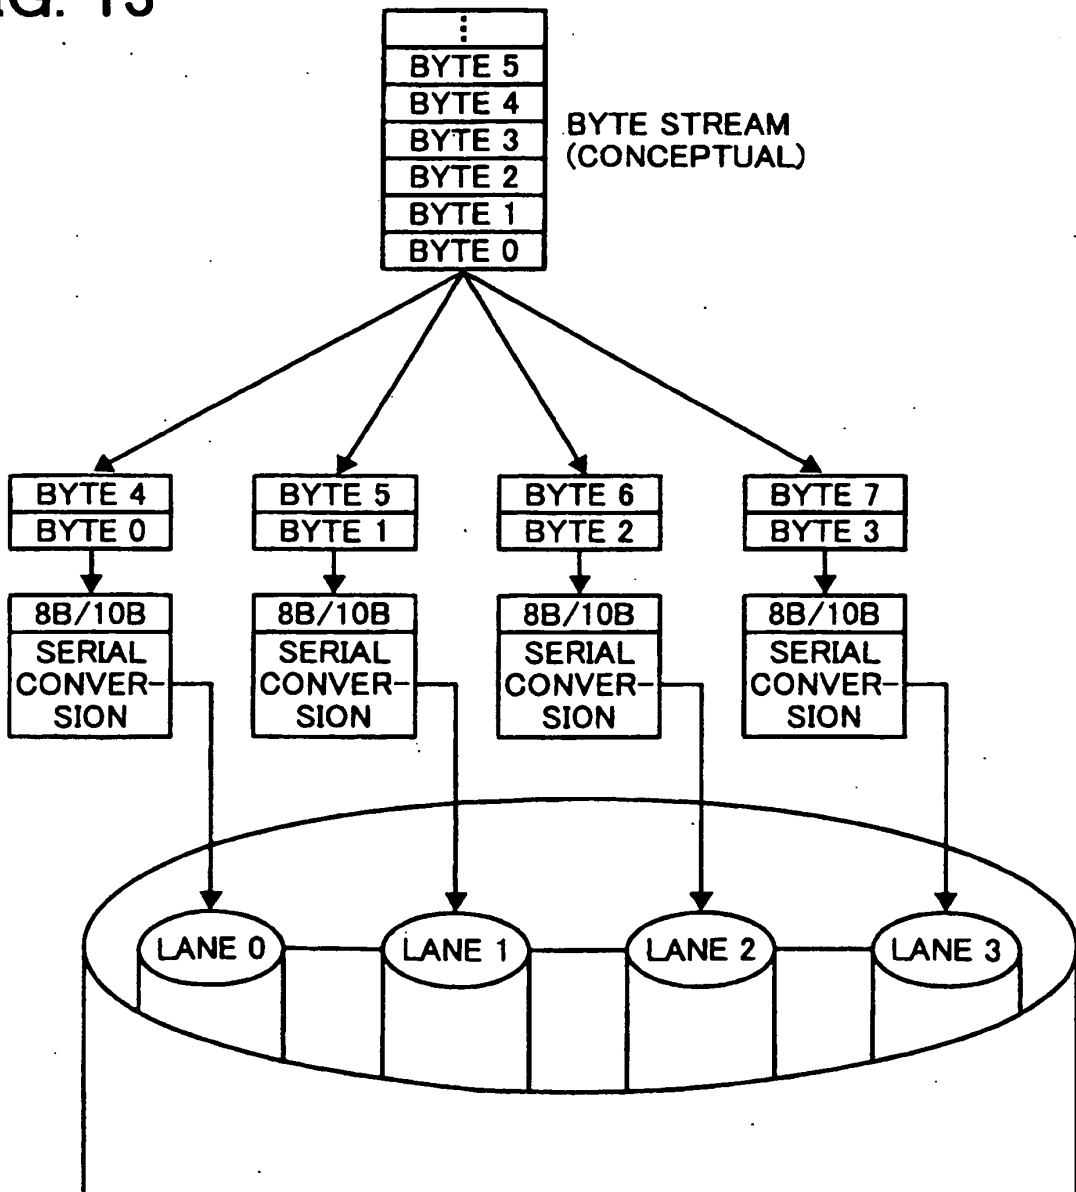 FIG. 13
⋮
BYTE 5
BYTE 4
BYTE 3
BYTE 2
BYTE 1
BYTE 0
BYTE STREAM
(CONCEPTUAL)
BYTE 4
BYTE 0
BYTE 5
BYTE 1
BYTE 6
BYTE 2
BYTE 7
BYTE 3
8B/10B
SERIAL
CONVER-
SION
8B/10B
SERIAL
CONVER-
SION
8B/10B
SERIAL
CONVER-
SION
8B/10B
SERIAL
CONVER-
SION
LANE 0
LANE 1
LANE 2
LANE 3